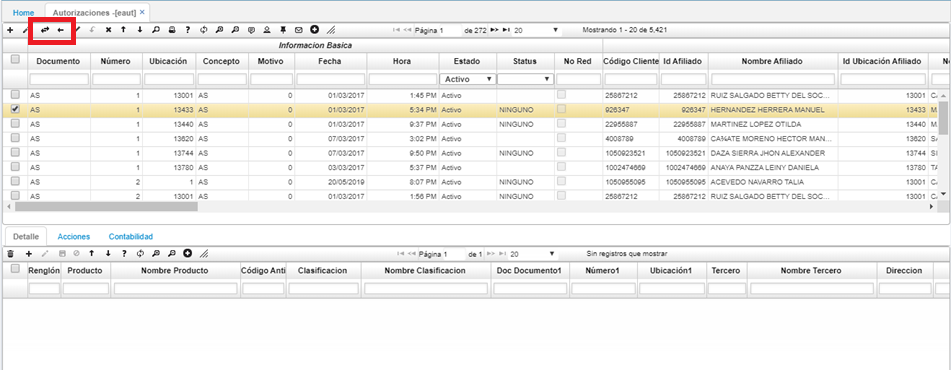 Home Autorizaciones -[eaut] ×
Página 1 de 272 20 Mostrando 1 - 20 de 5,421
Informacion Basica
Documento Número Ubicación Concepto Motivo Fecha Hora Estado Status No Red Código Cliente Id Afiliado Nombre Afiliado Id Ubicación Afiliado No
Activo
AS 1 13001 AS 0 01/03/2017 1:45 PM Activo 25867212 25867212 RUIZ SALGADO BETTY DEL SOC... 13001 CA
AS 1 13433 AS 0 01/03/2017 5:34 PM Activo NINGUNO 926347 926347 HERNANDEZ HERRERA MANUEL 13433 M.
AS 1 13440 AS 0 01/03/2017 9:37 PM Activo NINGUNO 22955887 22955887 MARTINEZ LOPEZ OTILDA 13440 M.
AS 1 13620 AS 0 07/03/2017 3:02 PM Activo 4008789 4008789 CAÑATE MORENO HECTOR MAN... 13620 SA
AS 1 13744 AS 0 07/03/2017 9:50 PM Activo NINGUNO 1050923521 1050923521 DAZA SIERRA JHON ALEXANDER 13744 SI
AS 1 13780 AS 0 03/03/2017 5:37 PM Activo 1002474669 1002474669 ANAYA PANZZA LEINY DANIELA 13780 TA
AS 2 1 AS 0 20/05/2019 8:07 PM Activo NINGUNO 1050955095 1050955095 ACEVEDO NAVARRO TALIA 13001 C
AS 2 13001 AS 0 01/03/2017 1:56 PM Activo NINGUNO 25867212 25867212 RUIZ SALGADO BETTY DEL SOC... 13001 C
Detalle Acciones Contabilidad
Página 1 de 1 20 Sin registros que mostrar
Renglón Producto Nombre Producto Código Anti Clasificacion Nombre Clasificacion Doc Documento1 Número1 Ubicación1 Tercero Nombre Tercero Direccion